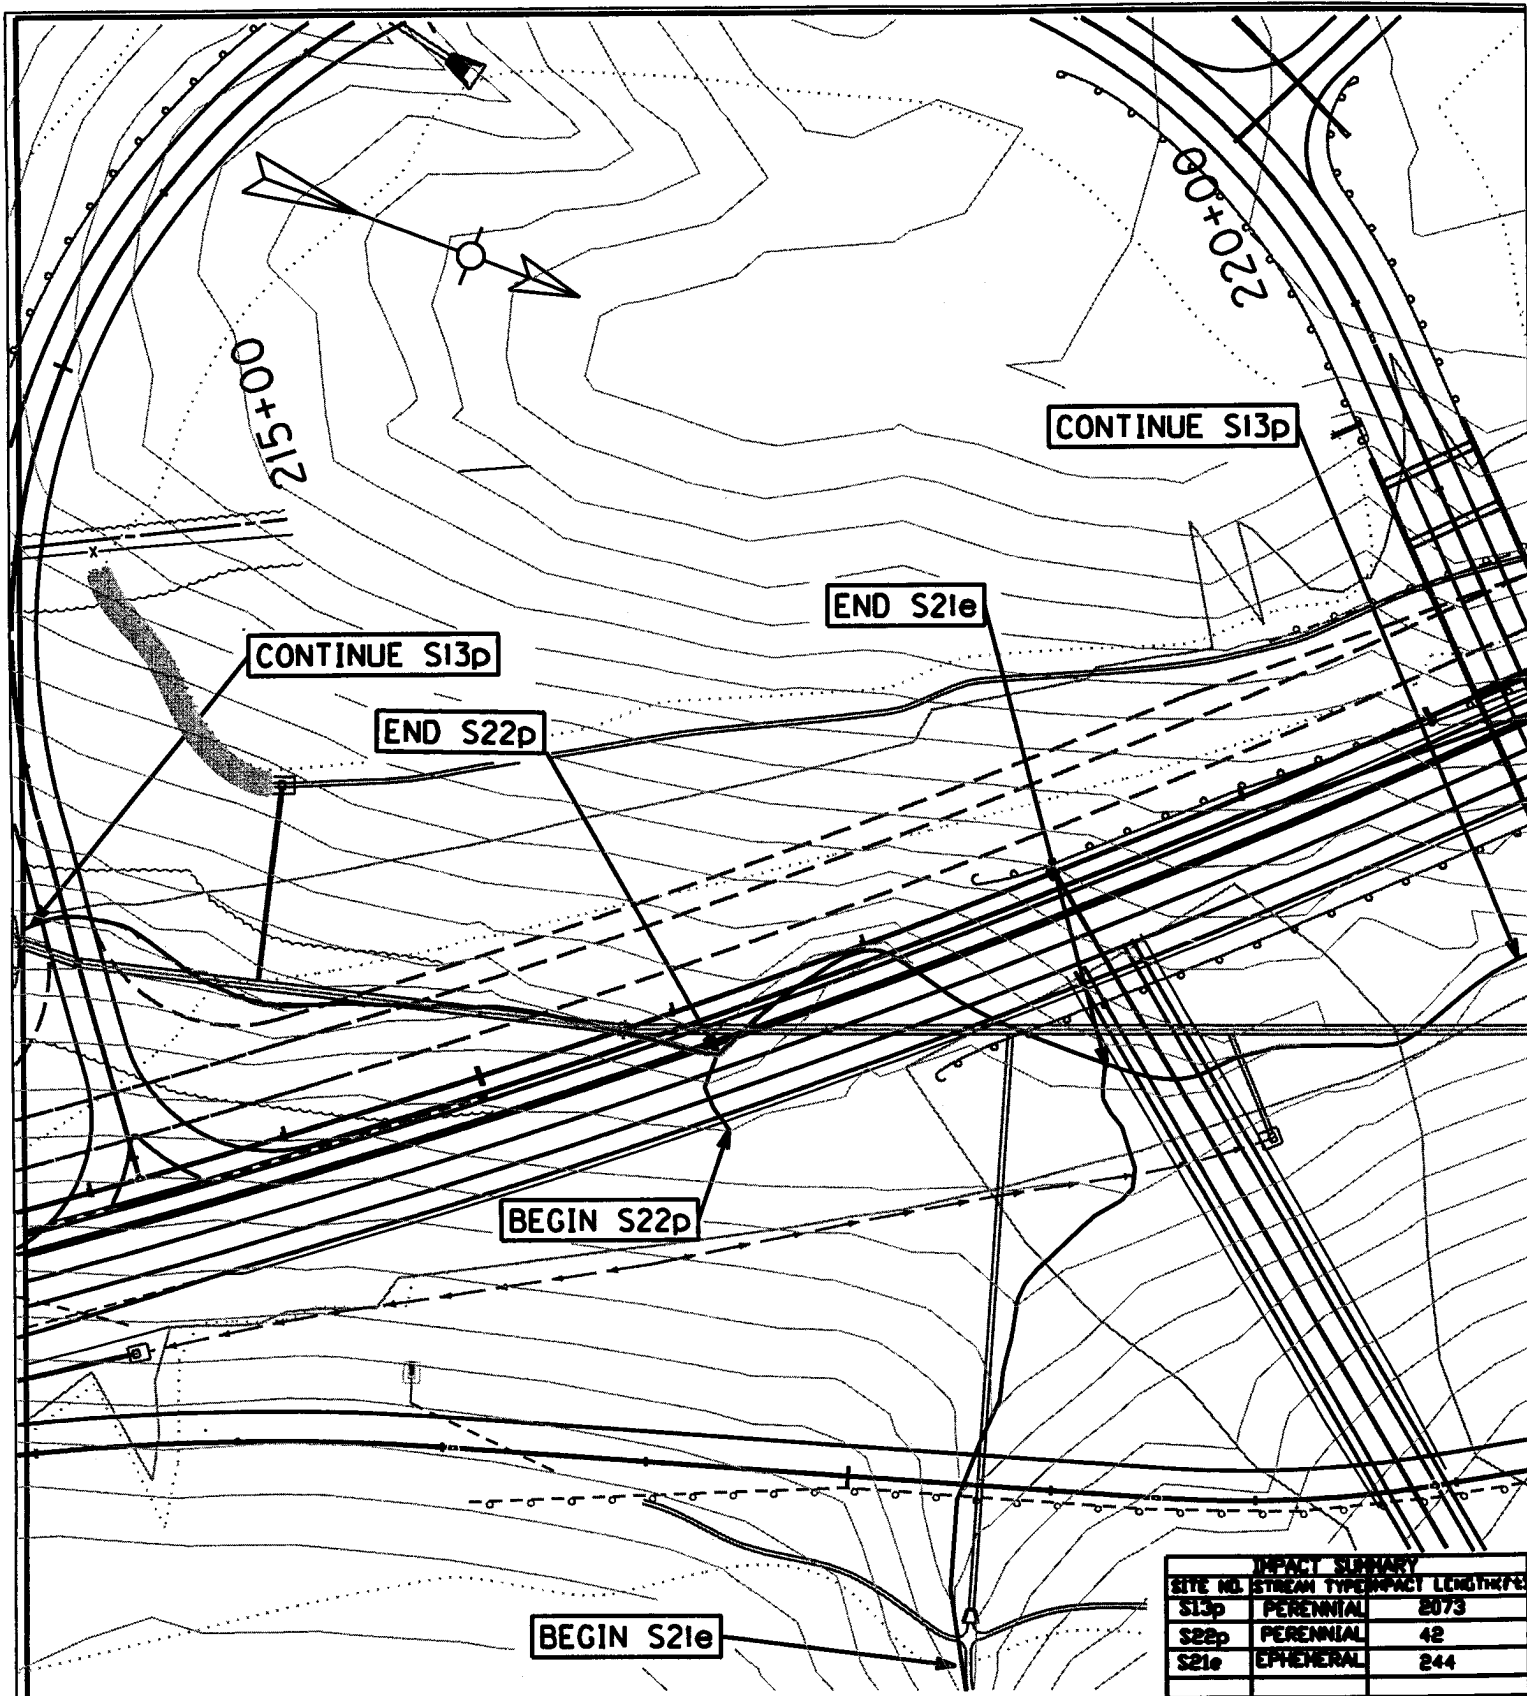 220+00
215+00
CONTINUE S13p
END S21e
CONTINUE S13p
END S22p
BEGIN S22p
BEGIN S21e
IMPACT SUMMARY
SITE NO. STREAM TYPE IMPACT LENGTH(Ft)
S13p PERENNIAL 2073
S22p PERENNIAL 42
S21e EPHEMERAL 244